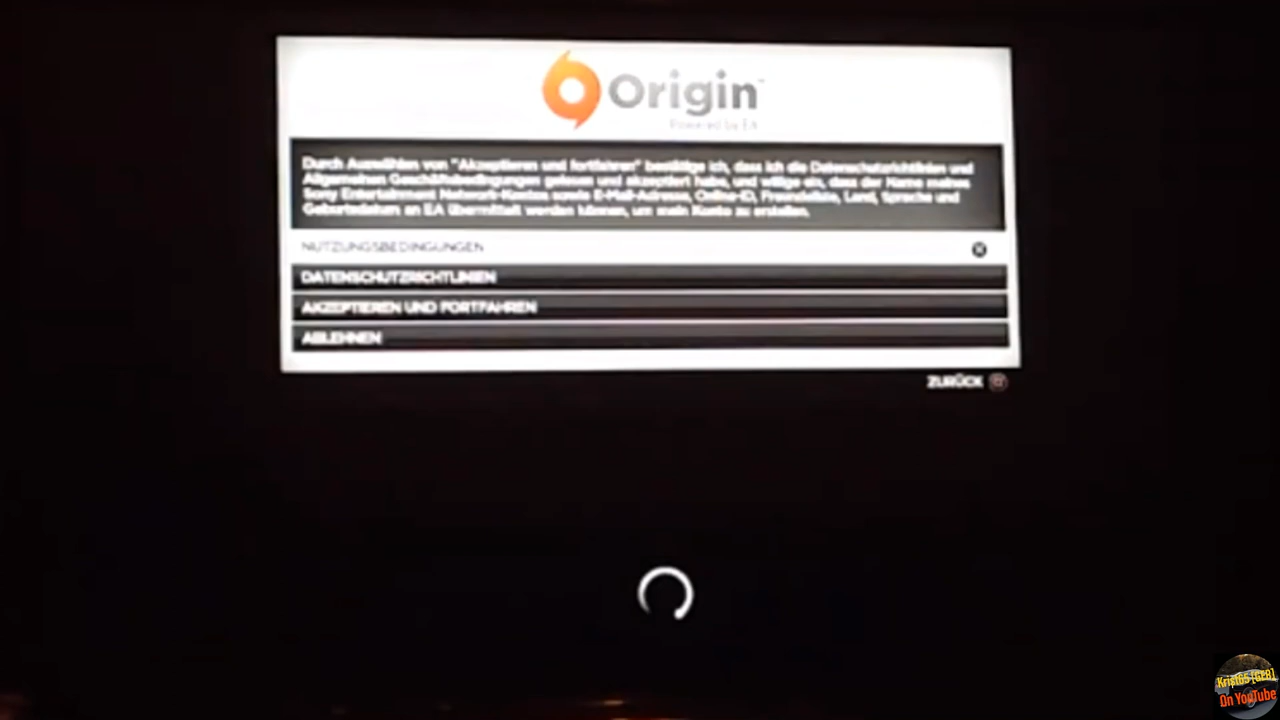 Origin™
Powered by EA
Durch Auswählen von "Akzeptieren und fortfahren" bestätige ich, dass ich die Datenschutzrichtlinien und
Allgemeinen Geschäftsbedingungen gelesen und akzeptiert habe, und willige ein, dass der Name meines
Sony Entertainment Network-Kontos sowie E-Mail-Adresse, Online-ID, Freundesliste, Land, Sprache und
Geburtsdatum an EA übermittelt werden können, um mein Konto zu erstellen.
NUTZUNGSBEDINGUNGEN
DATENSCHUTZRICHTLINIEN
AKZEPTIEREN UND FORTFAHREN
ABLEHNEN
ZURÜCK
[GER]
On YouTube